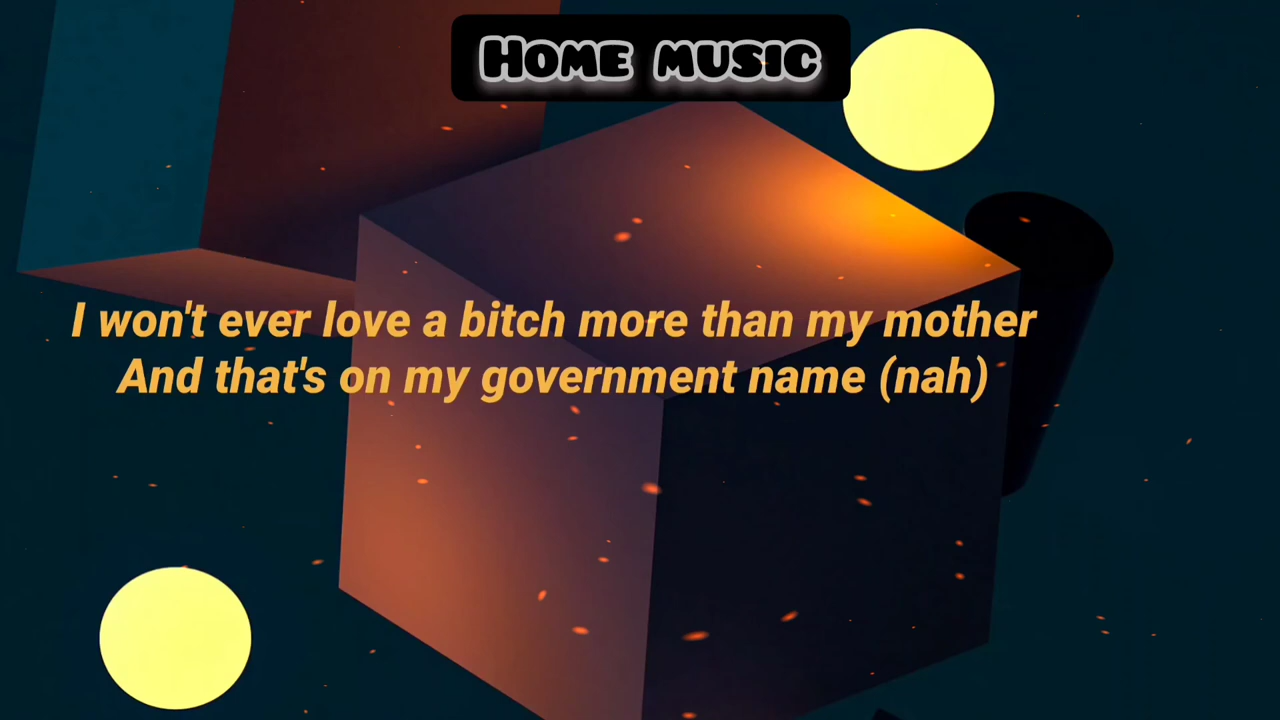 Home music
I won't ever love a bitch more than my mother
And that's on my government name (nah)